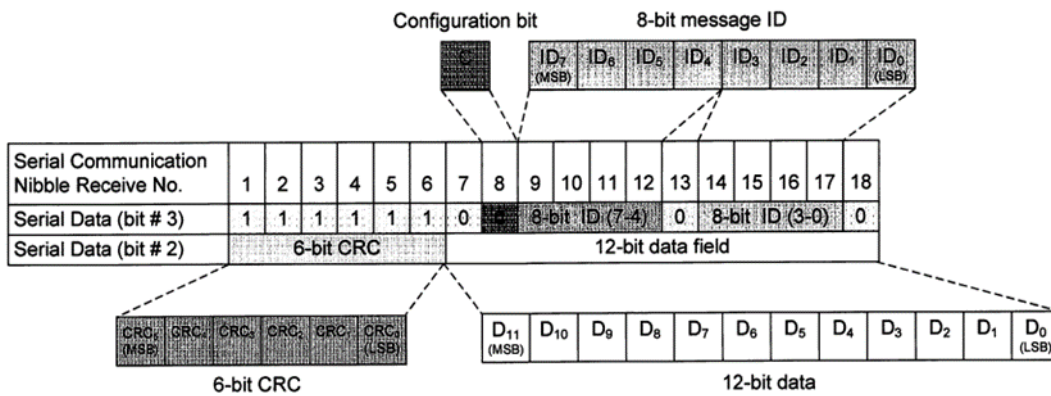 Configuration bit
8-bit message ID
C
ID7 (MSB) ID6 ID5 ID4 ID3 ID2 ID1 ID0 (LSB)
Serial Communication
Nibble Receive No. 1 2 3 4 5 6 7 8 9 10 11 12 13 14 15 16 17 18
Serial Data (bit # 3) 1 1 1 1 1 1 0 C 8-bit ID (7-4) 0 8-bit ID (3-0) 0
Serial Data (bit # 2) 6-bit CRC 12-bit data field
CRC5 (MSB) CRC4 CRC3 CRC2 CRC1 CRC0 (LSB)
D11 (MSB) D10 D9 D8 D7 D6 D5 D4 D3 D2 D1 D0 (LSB)
6-bit CRC
12-bit data